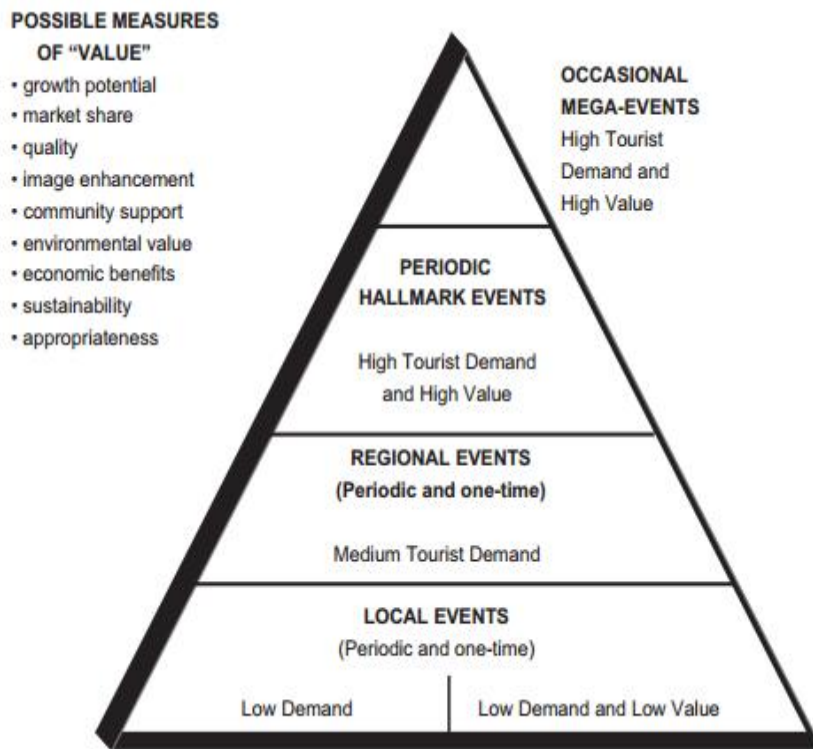 POSSIBLE MEASURES
OF “VALUE”
• growth potential
• market share
• quality
• image enhancement
• community support
• environmental value
• economic benefits
• sustainability
• appropriateness
OCCASIONAL
MEGA-EVENTS
High Tourist
Demand and
High Value
PERIODIC
HALLMARK EVENTS
High Tourist Demand
and High Value
REGIONAL EVENTS
(Periodic and one-time)
Medium Tourist Demand
LOCAL EVENTS
(Periodic and one-time)
Low Demand
Low Demand and Low Value